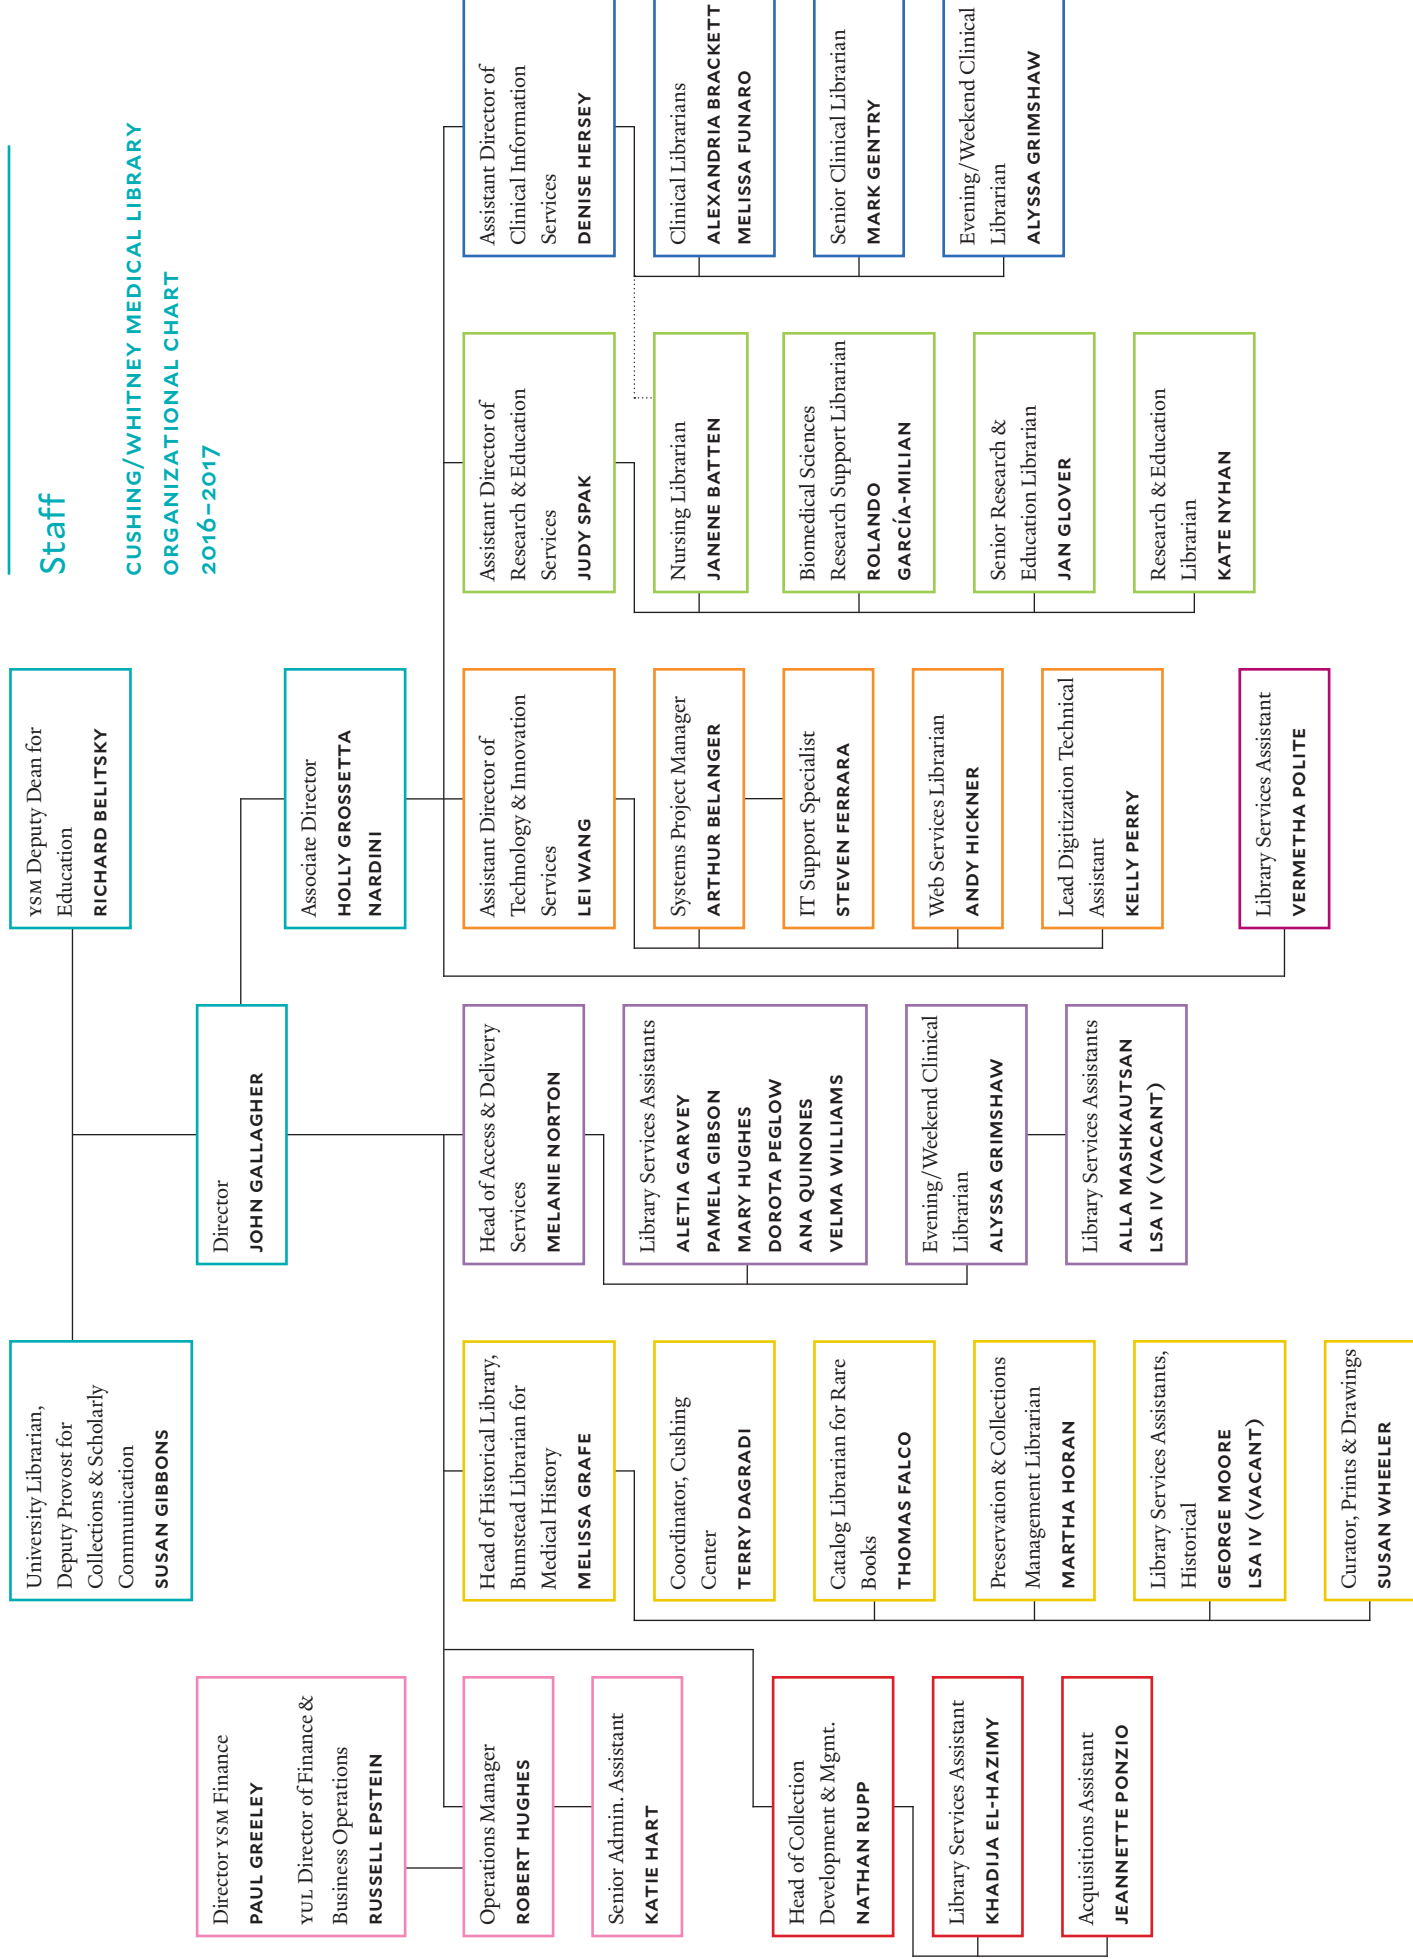 Staff
CUSHING/WHITNEY MEDICAL LIBRARY
ORGANIZATIONAL CHART
2016–2017
University Librarian,
Deputy Provost for
Collections & Scholarly
Communication
SUSAN GIBBONS
YSM Deputy Dean for
Education
RICHARD BELITSKY
Director YSM Finance
PAUL GREELEY
YUL Director of Finance &
Business Operations
RUSSELL EPSTEIN
Director
JOHN GALLAGHER
Associate Director
HOLLY GROSSETTA
NARDINI
Operations Manager
ROBERT HUGHES
Senior Admin. Assistant
KATIE HART
Head of Collection
Development & Mgmt.
NATHAN RUPP
Library Services Assistant
KHADIJA EL-HAZIMY
Acquisitions Assistant
JEANNETTE PONZIO
Head of Historical Library,
Bumstead Librarian for
Medical History
MELISSA GRAFE
Coordinator, Cushing
Center
TERRY DAGRADI
Catalog Librarian for Rare
Books
THOMAS FALCO
Preservation & Collections
Management Librarian
MARTHA HORAN
Library Services Assistants,
Historical
GEORGE MOORE
LSA IV (VACANT)
Curator, Prints & Drawings
SUSAN WHEELER
Head of Access & Delivery
Services
MELANIE NORTON
Library Services Assistants
ALETIA GARVEY
PAMELA GIBSON
MARY HUGHES
DOROTA PEGLOW
ANA QUINONES
VELMA WILLIAMS
Evening/Weekend Clinical
Librarian
ALYSSA GRIMSHAW
Library Services Assistants
ALLA MASHKAUTSAN
LSA IV (VACANT)
Assistant Director of
Technology & Innovation
Services
LEI WANG
Systems Project Manager
ARTHUR BELANGER
IT Support Specialist
STEVEN FERRARA
Web Services Librarian
ANDY HICKNER
Lead Digitization Technical
Assistant
KELLY PERRY
Library Services Assistant
VERMETHA POLITE
Assistant Director of
Research & Education
Services
JUDY SPAK
Nursing Librarian
JANENE BATTEN
Biomedical Sciences
Research Support Librarian
ROLANDO
GARCÍA-MILIAN
Senior Research &
Education Librarian
JAN GLOVER
Research & Education
Librarian
KATE NYHAN
Assistant Director of
Clinical Information
Services
DENISE HERSEY
Clinical Librarians
ALEXANDRIA BRACKETT
MELISSA FUNARO
Senior Clinical Librarian
MARK GENTRY
Evening/Weekend Clinical
Librarian
ALYSSA GRIMSHAW